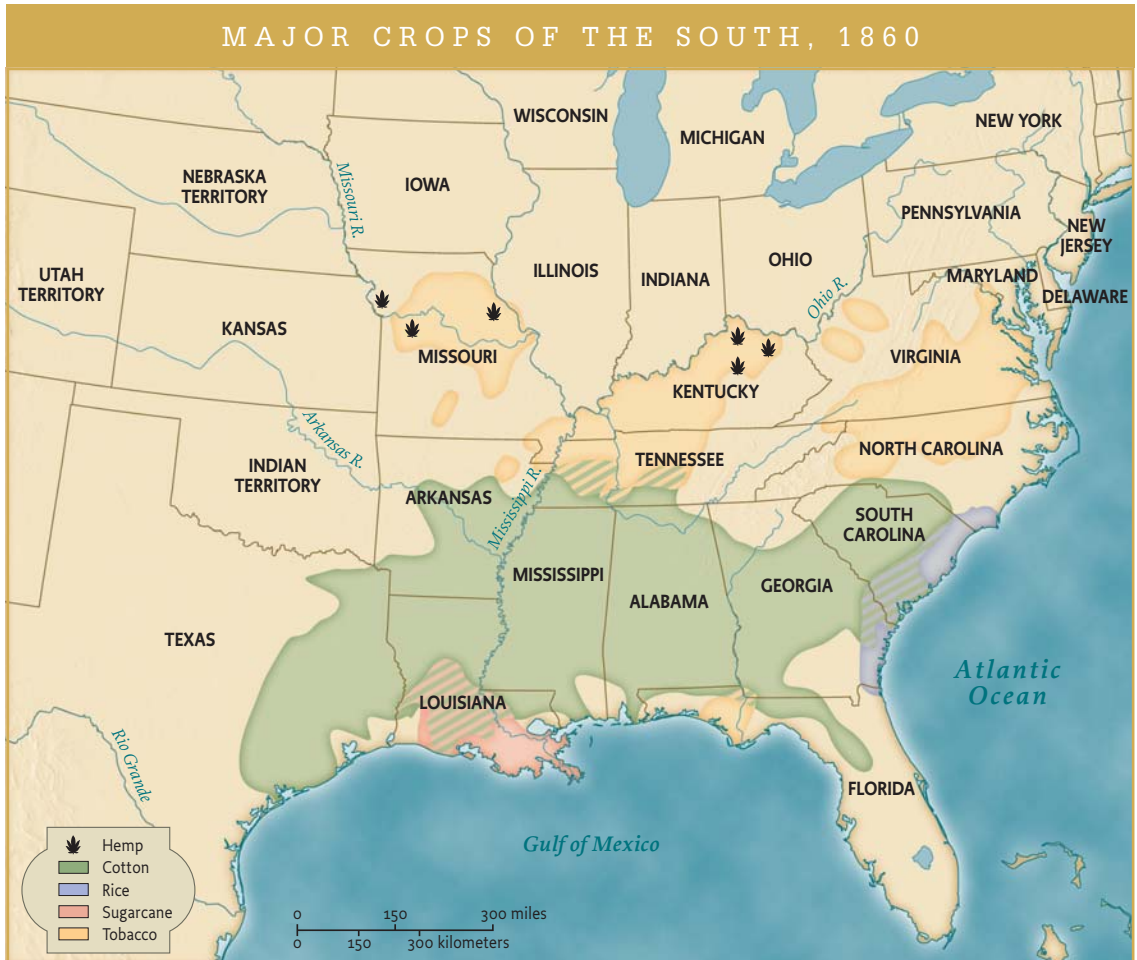 MAJOR CROPS OF THE SOUTH, 1860
WISCONSIN
MICHIGAN
NEW YORK
NEBRASKA
TERRITORY
Missouri R.
IOWA
PENNSYLVANIA
NEW
JERSEY
UTAH
TERRITORY
ILLINOIS
INDIANA
OHIO
MARYLAND
DELAWARE
Ohio R.
KANSAS
MISSOURI
KENTUCKY
VIRGINIA
Arkansas R.
INDIAN
TERRITORY
TENNESSEE
NORTH CAROLINA
ARKANSAS
Mississippi R.
SOUTH
CAROLINA
MISSISSIPPI
ALABAMA
GEORGIA
TEXAS
LOUISIANA
Atlantic
Ocean
Rio Grande
FLORIDA
Gulf of Mexico
Hemp
Cotton
Rice
Sugarcane
Tobacco
0 150 300 miles
0 150 300 kilometers